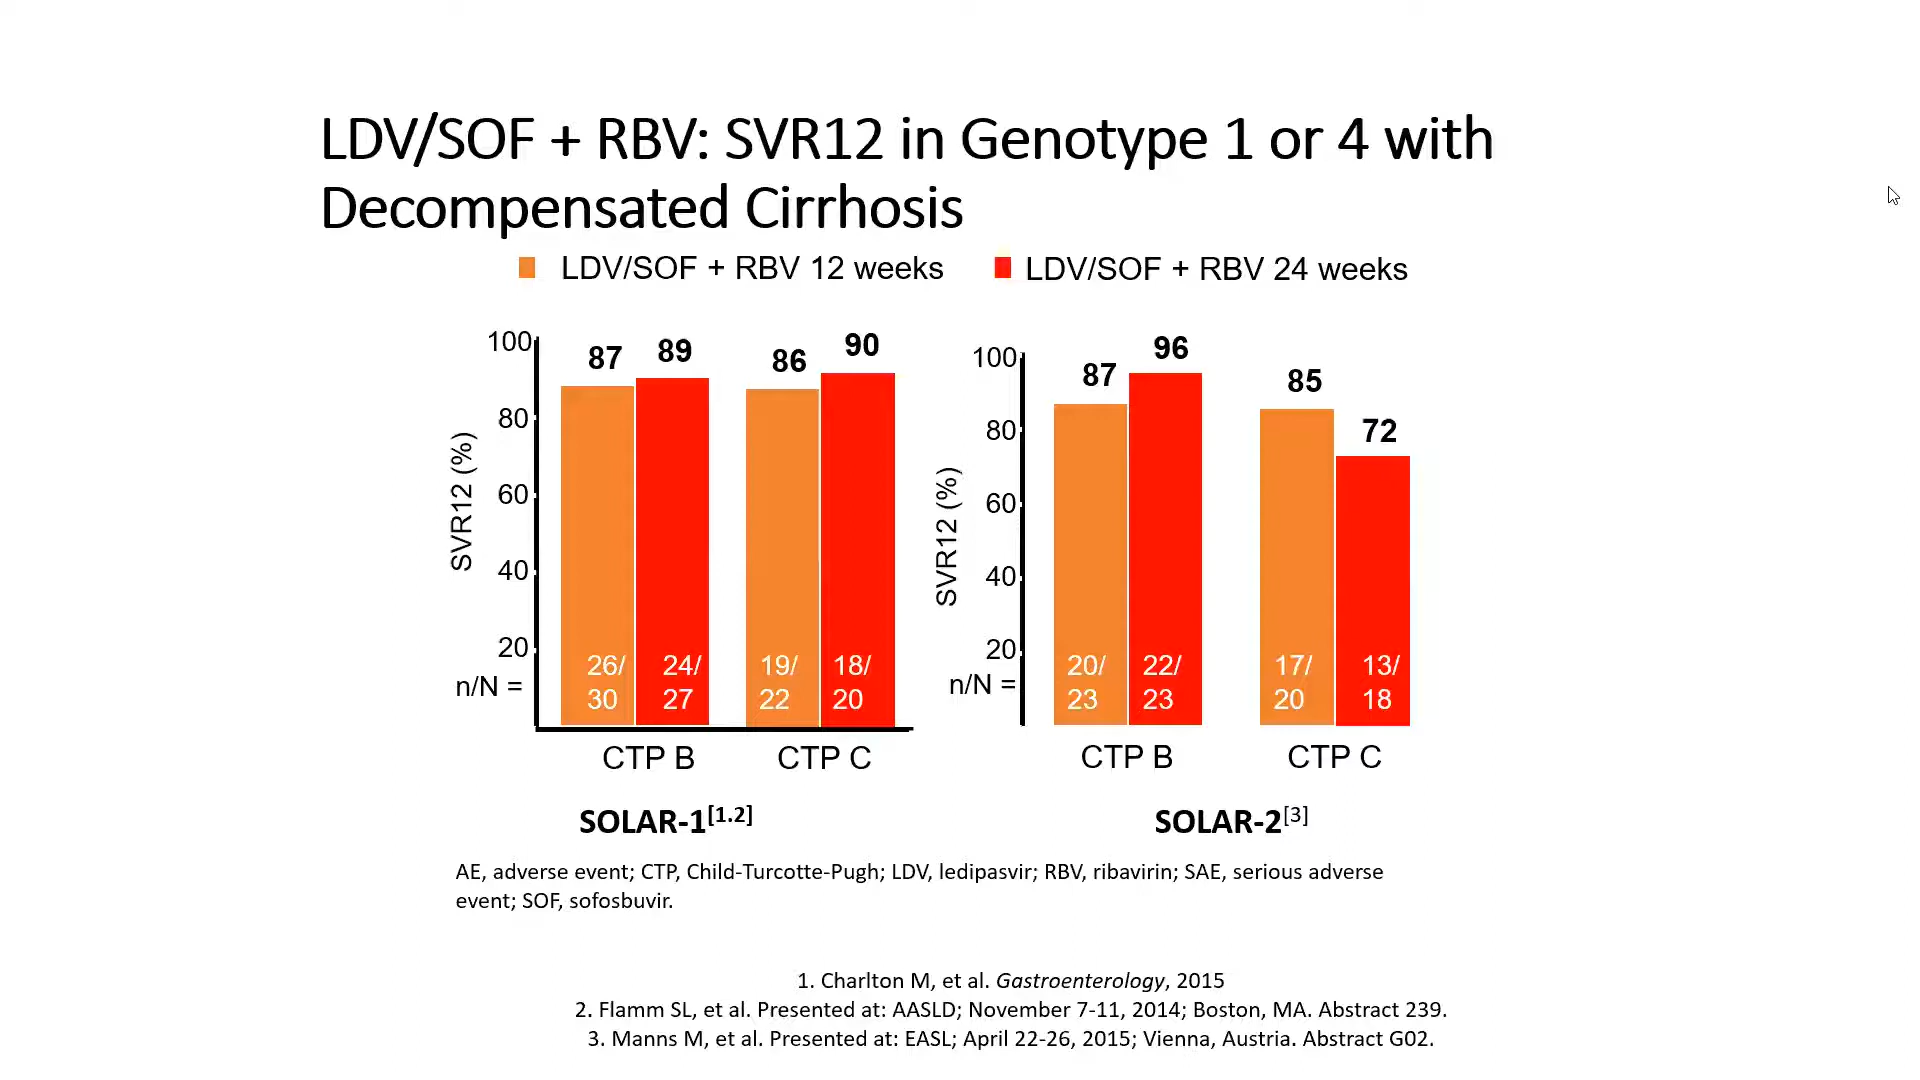 LDV/SOF + RBV: SVR12 in Genotype 1 or 4 with
Decompensated Cirrhosis
LDV/SOF + RBV 12 weeks
LDV/SOF + RBV 24 weeks
SVR12 (%)
100
80
60
40
20
n/N =
87
89
86
90
26/
30
24/
27
19/
22
18/
20
CTP B
CTP C
SOLAR-1[1.2]
SVR12 (%)
100
80
60
40
20
n/N =
87
96
85
72
20/
23
22/
23
17/
20
13/
18
CTP B
CTP C
SOLAR-2[3]
AE, adverse event; CTP, Child-Turcotte-Pugh; LDV, ledipasvir; RBV, ribavirin; SAE, serious adverse
event; SOF, sofosbuvir.
1. Charlton M, et al. Gastroenterology, 2015
2. Flamm SL, et al. Presented at: AASLD; November 7-11, 2014; Boston, MA. Abstract 239.
3. Manns M, et al. Presented at: EASL; April 22-26, 2015; Vienna, Austria. Abstract G02.